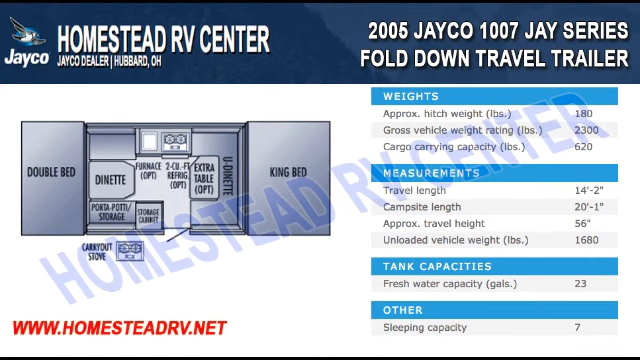 Jayco
HOMESTEAD RV CENTER
JAYCO DEALER | HUBBARD, OH
2005 JAYCO 1007 JAY SERIES
FOLD DOWN TRAVEL TRAILER
DOUBLE BED
DINETTE
FURNACE
(OPT)
2-CU.-FT.
REFRIG.
(OPT)
EXTRA
TABLE
(OPT)
U-DINETTE
KING BED
PORTA-POTTI/
STORAGE
STORAGE
CABINET
CARRYOUT
STOVE
WWW.HOMESTEADRV.NET
WEIGHTS
Approx. hitch weight (lbs.) 180
Gross vehicle weight rating (lbs.) 2300
Cargo carrying capacity (lbs.) 620
MEASUREMENTS
Travel length 14'-2"
Campsite length 20'-1"
Approx. travel height 56"
Unloaded vehicle weight (lbs.) 1680
TANK CAPACITIES
Fresh water capacity (gals.) 23
OTHER
Sleeping capacity 7
HOMESTEAD RV CENTER